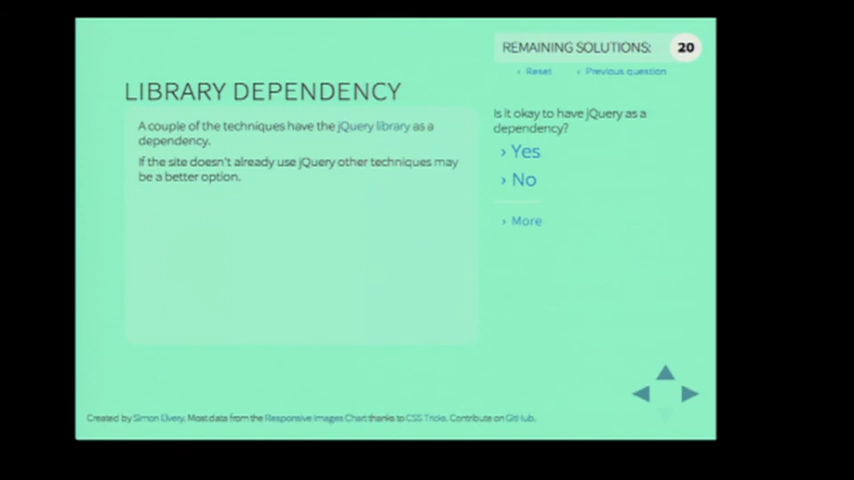 REMAINING SOLUTIONS: 20
‹ Reset ‹ Previous question
LIBRARY DEPENDENCY
A couple of the techniques have the jQuery library as a
dependency.
If the site doesn't already use jQuery other techniques may
be a better option.
Is it okay to have jQuery as a
dependency?
› Yes
› No
› More
Created by Simon Elvery. Most data from the Responsive Images Chart thanks to CSS Tricks. Contribute on GitHub.